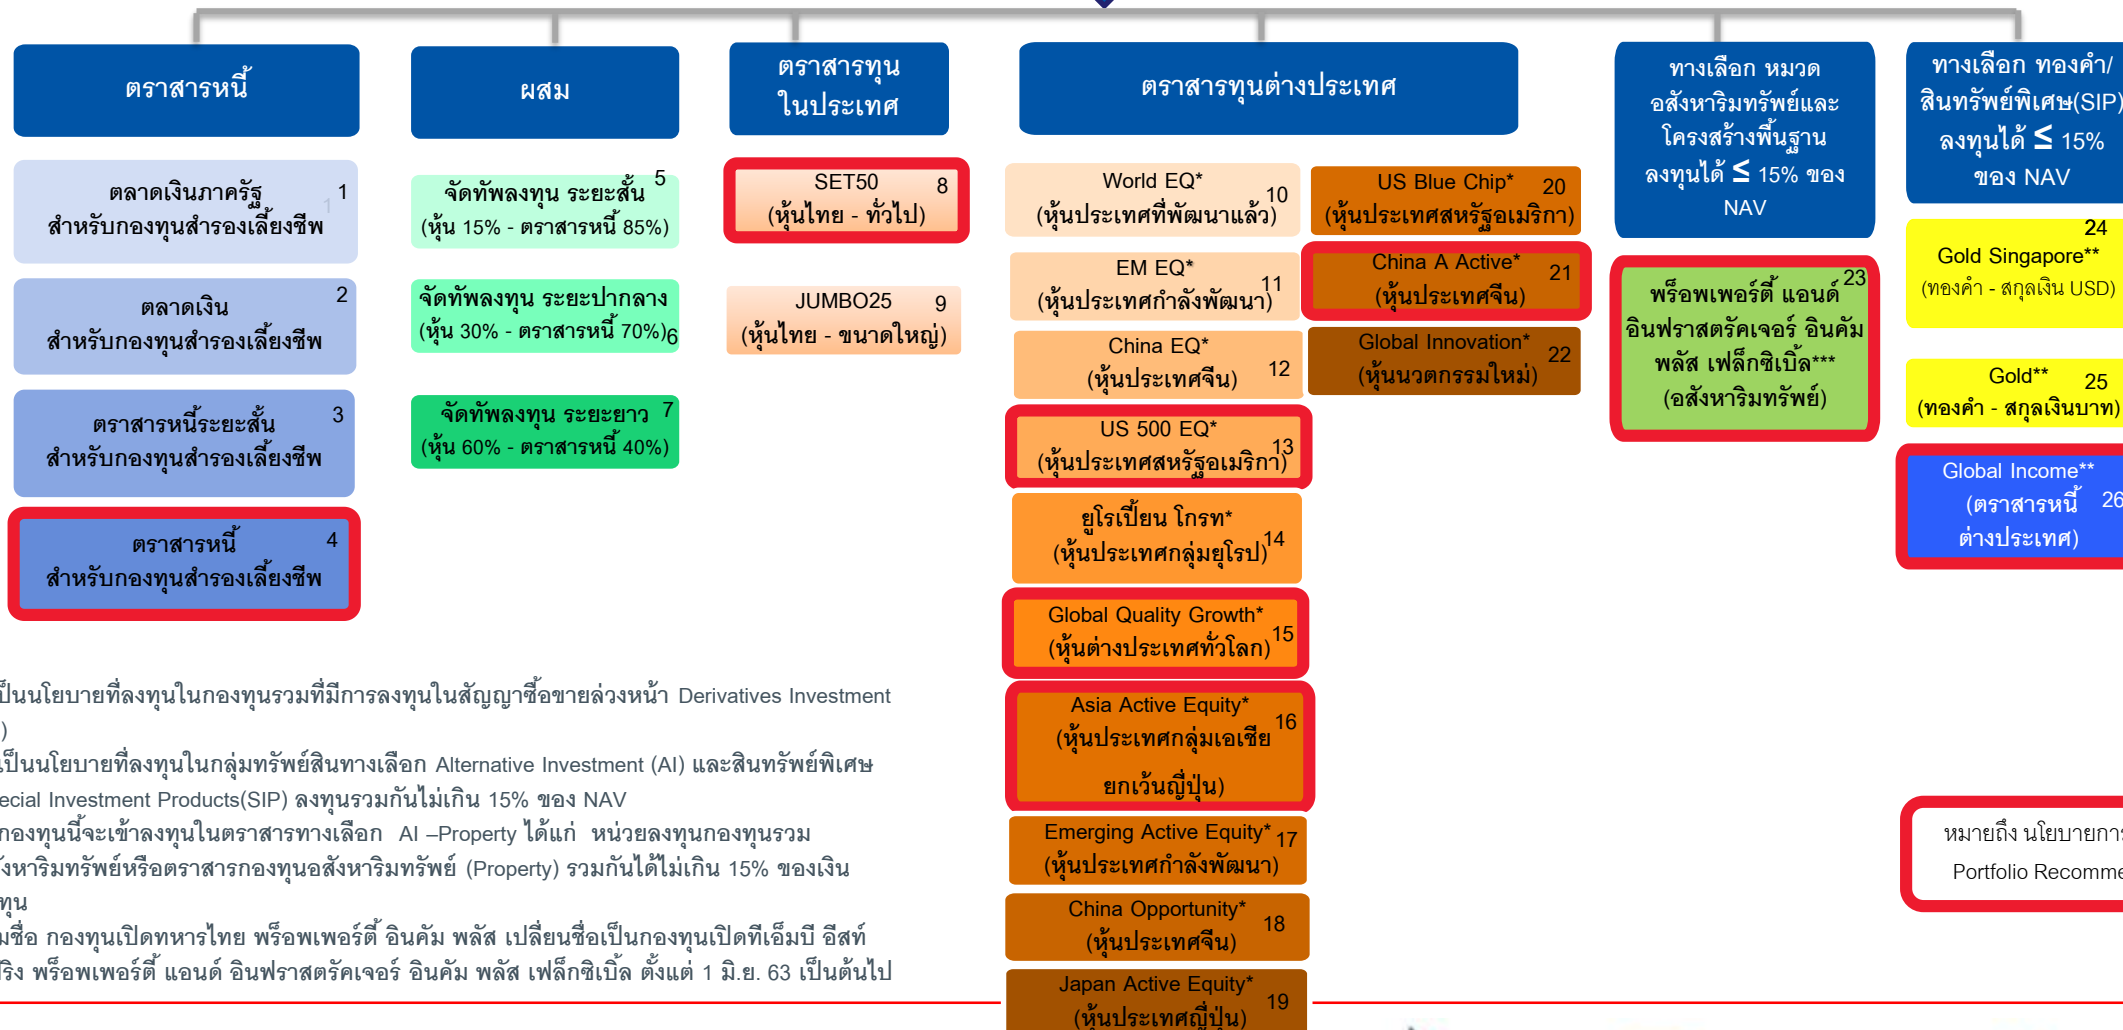 ตราสารหนี้
ตลาดเงินภาครัฐ 1
สำหรับกองทุนสำรองเลี้ยงชีพ
ตลาดเงิน 2
สำหรับกองทุนสำรองเลี้ยงชีพ
ตราสารหนี้ระยะสั้น 3
สำหรับกองทุนสำรองเลี้ยงชีพ
ตราสารหนี้ 4
สำหรับกองทุนสำรองเลี้ยงชีพ
ผสม
จัดทัพลงทุน ระยะสั้น 5
(หุ้น 15% - ตราสารหนี้ 85%)
จัดทัพลงทุน ระยะปากลาง
(หุ้น 30% - ตราสารหนี้ 70%) 6
จัดทัพลงทุน ระยะยาว 7
(หุ้น 60% - ตราสารหนี้ 40%)
ตราสารทุน
ในประเทศ
SET50 8
(หุ้นไทย - ทั่วไป)
JUMBO25 9
(หุ้นไทย - ขนาดใหญ่)
ตราสารทุนต่างประเทศ
World EQ* 10
(หุ้นประเทศที่พัฒนาแล้ว)
EM EQ* 11
(หุ้นประเทศกำลังพัฒนา)
China EQ* 12
(หุ้นประเทศจีน)
US 500 EQ* 13
(หุ้นประเทศสหรัฐอเมริกา)
ยูโรเปี้ยน โกรท* 14
(หุ้นประเทศกลุ่มยุโรป)
Global Quality Growth* 15
(หุ้นต่างประเทศทั่วโลก)
Asia Active Equity* 16
(หุ้นประเทศกลุ่มเอเชีย
ยกเว้นญี่ปุ่น)
Emerging Active Equity* 17
(หุ้นประเทศกำลังพัฒนา)
China Opportunity* 18
(หุ้นประเทศจีน)
Japan Active Equity* 19
(หุ้นประเทศญี่ปุ่น)
US Blue Chip* 20
(หุ้นประเทศสหรัฐอเมริกา)
China A Active* 21
(หุ้นประเทศจีน)
Global Innovation* 22
(หุ้นนวตกรรมใหม่)
ทางเลือก หมวด
อสังหาริมทรัพย์และ
โครงสร้างพื้นฐาน
ลงทุนได้ ≤ 15% ของ
NAV
พร็อพเพอร์ตี้ แอนด์ 23
อินฟราสตรัคเจอร์ อินคัม
พลัส เฟล็กซิเบิ้ล***
(อสังหาริมทรัพย์)
ทางเลือก ทองคำ/
สินทรัพย์พิเศษ(SIP)
ลงทุนได้ ≤ 15%
ของ NAV
24
Gold Singapore**
(ทองคำ - สกุลเงิน USD)
Gold** 25
(ทองคำ - สกุลเงินบาท)
Global Income**
(ตราสารหนี้ 26
ต่างประเทศ)
ป็นนโยบายที่ลงทุนในกองทุนรวมที่มีการลงทุนในสัญญาซื้อขายล่วงหน้า Derivatives Investment
)
เป็นนโยบายที่ลงทุนในกลุ่มทรัพย์สินทางเลือก Alternative Investment (AI) และสินทรัพย์พิเศษ
ecial Investment Products(SIP) ลงทุนรวมกันไม่เกิน 15% ของ NAV
กองทุนนี้จะเข้าลงทุนในตราสารทางเลือก AI –Property ได้แก่ หน่วยลงทุนกองทุนรวม
ังหาริมทรัพย์หรือตราสารกองทุนอสังหาริมทรัพย์ (Property) รวมกันได้ไม่เกิน 15% ของเงิน
ทุน
มชื่อ กองทุนเปิดทหารไทย พร็อพเพอร์ตี้ อินคัม พลัส เปลี่ยนชื่อเป็นกองทุนเปิดทีเอ็มบี อีสท์
ปริง พร็อพเพอร์ตี้ แอนด์ อินฟราสตรัคเจอร์ อินคัม พลัส เฟล็กซิเบิ้ล ตั้งแต่ 1 มิ.ย. 63 เป็นต้นไป
หมายถึง นโยบายการ
Portfolio Recomme